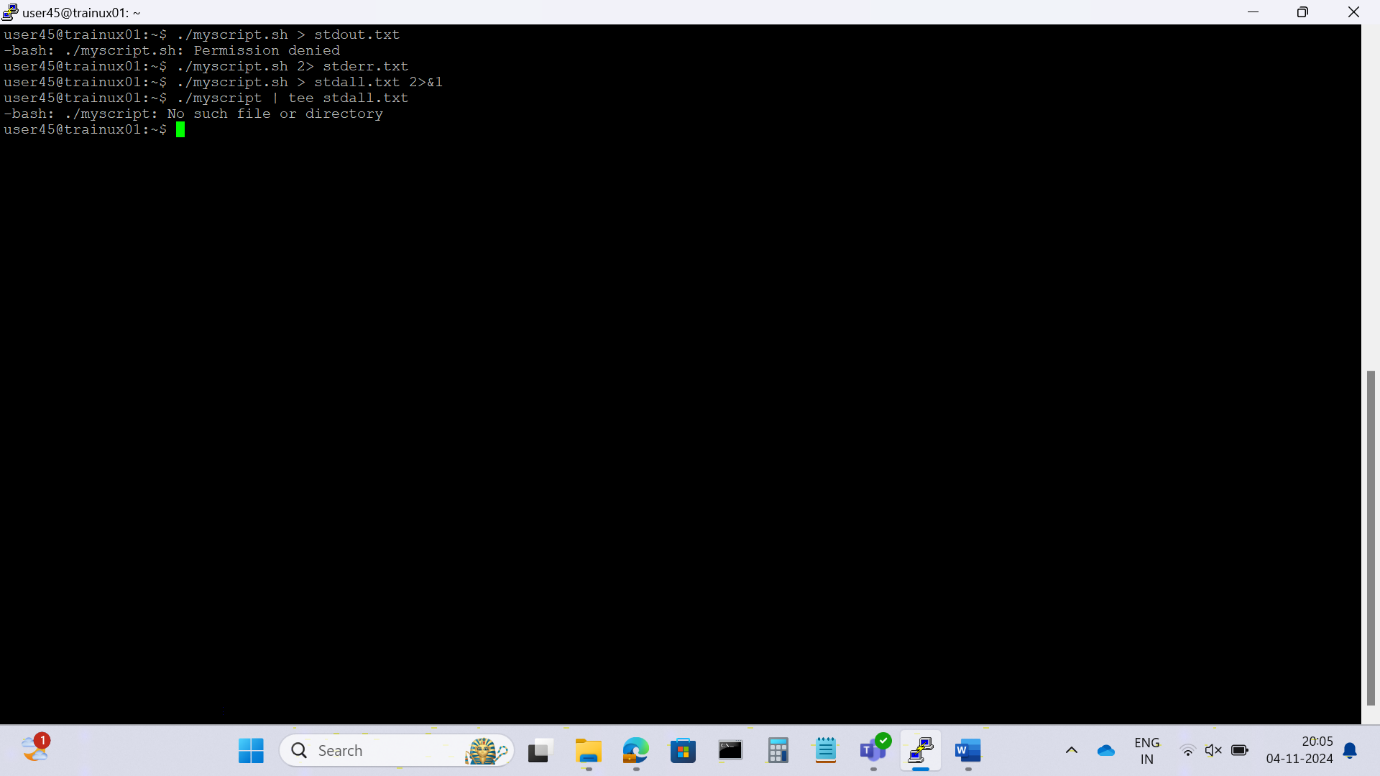 user45@trainux01: ~
user45@trainux01:~$ ./myscript.sh > stdout.txt
-bash: ./myscript.sh: Permission denied
user45@trainux01:~$ ./myscript.sh 2> stderr.txt
user45@trainux01:~$ ./myscript.sh > stdall.txt 2>&1
user45@trainux01:~$ ./myscript | tee stdall.txt
-bash: ./myscript: No such file or directory
user45@trainux01:~$
1
Search
T
W
ENG
IN
20:05
04-11-2024